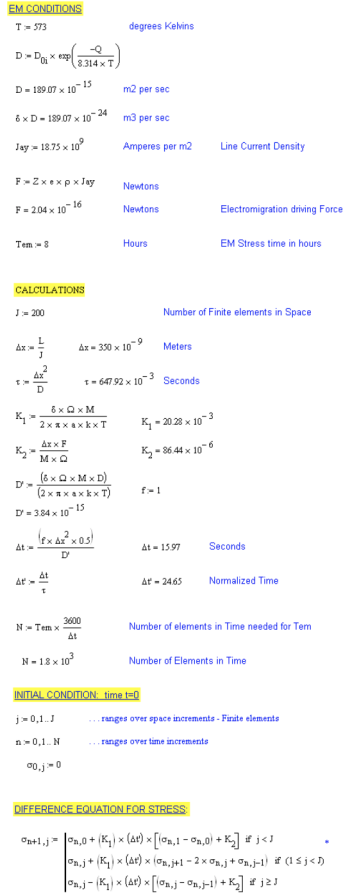 EM CONDITIONS
T := 573 degrees Kelvins
D := D0i × exp(−Q / 8.314 × T)
D = 189.07 × 10^−15 m2 per sec
δ × D = 189.07 × 10^−24 m3 per sec
Jay := 18.75 × 10^9 Amperes per m2 Line Current Density
F := Z × e × ρ × Jay Newtons
F = 2.04 × 10^−16 Newtons Electromigration driving Force
Tem := 8 Hours EM Stress time in hours
CALCULATIONS
J := 200 Number of Finite elements in Space
Δx := L / J Δx = 350 × 10^−9 Meters
τ := Δx^2 / D τ = 647.92 × 10^−3 Seconds
K1 := δ × Ω × M / 2 × π × a × k × T K1 = 20.28 × 10^−3
K2 := Δx × F / M × Ω K2 = 86.44 × 10^−6
D' := (δ × Ω × M × D) / (2 × π × a × k × T) f := 1
D' = 3.84 × 10^−15
Δt := (f × Δx^2 × 0.5) / D' Δt = 15.97 Seconds
Δt' := Δt / τ Δt' = 24.65 Normalized Time
N := Tem × 3600 / Δt Number of elements in Time needed for Tem
N = 1.8 × 10^3 Number of Elements in Time
INITIAL CONDITION: time t=0
j := 0,1.. J . . . ranges over space increments - Finite elements
n := 0,1.. N . . . ranges over time increments
σ0,j := 0
DIFFERENCE EQUATION FOR STRESS:
σn+1,j := | σn,0 + (K1) × (Δt') × [(σn,1 − σn,0) + K2] if j < J *
σn,j + (K1) × (Δt') × (σn,j+1 − 2 × σn,j + σn,j−1) if (1 ≤ j < J)
σn,j − (K1) × (Δt') × [(σn,j − σn,j−1) + K2] if j ≥ J